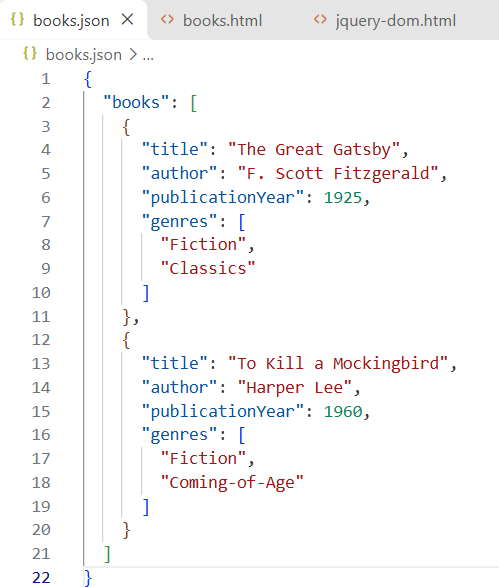 {} books.json × <> books.html <> jquery-dom.html
{} books.json > ...
1 {
2 "books": [
3 {
4 "title": "The Great Gatsby",
5 "author": "F. Scott Fitzgerald",
6 "publicationYear": 1925,
7 "genres": [
8 "Fiction",
9 "Classics"
10 ]
11 },
12 {
13 "title": "To Kill a Mockingbird",
14 "author": "Harper Lee",
15 "publicationYear": 1960,
16 "genres": [
17 "Fiction",
18 "Coming-of-Age"
19 ]
20 }
21 ]
22 }